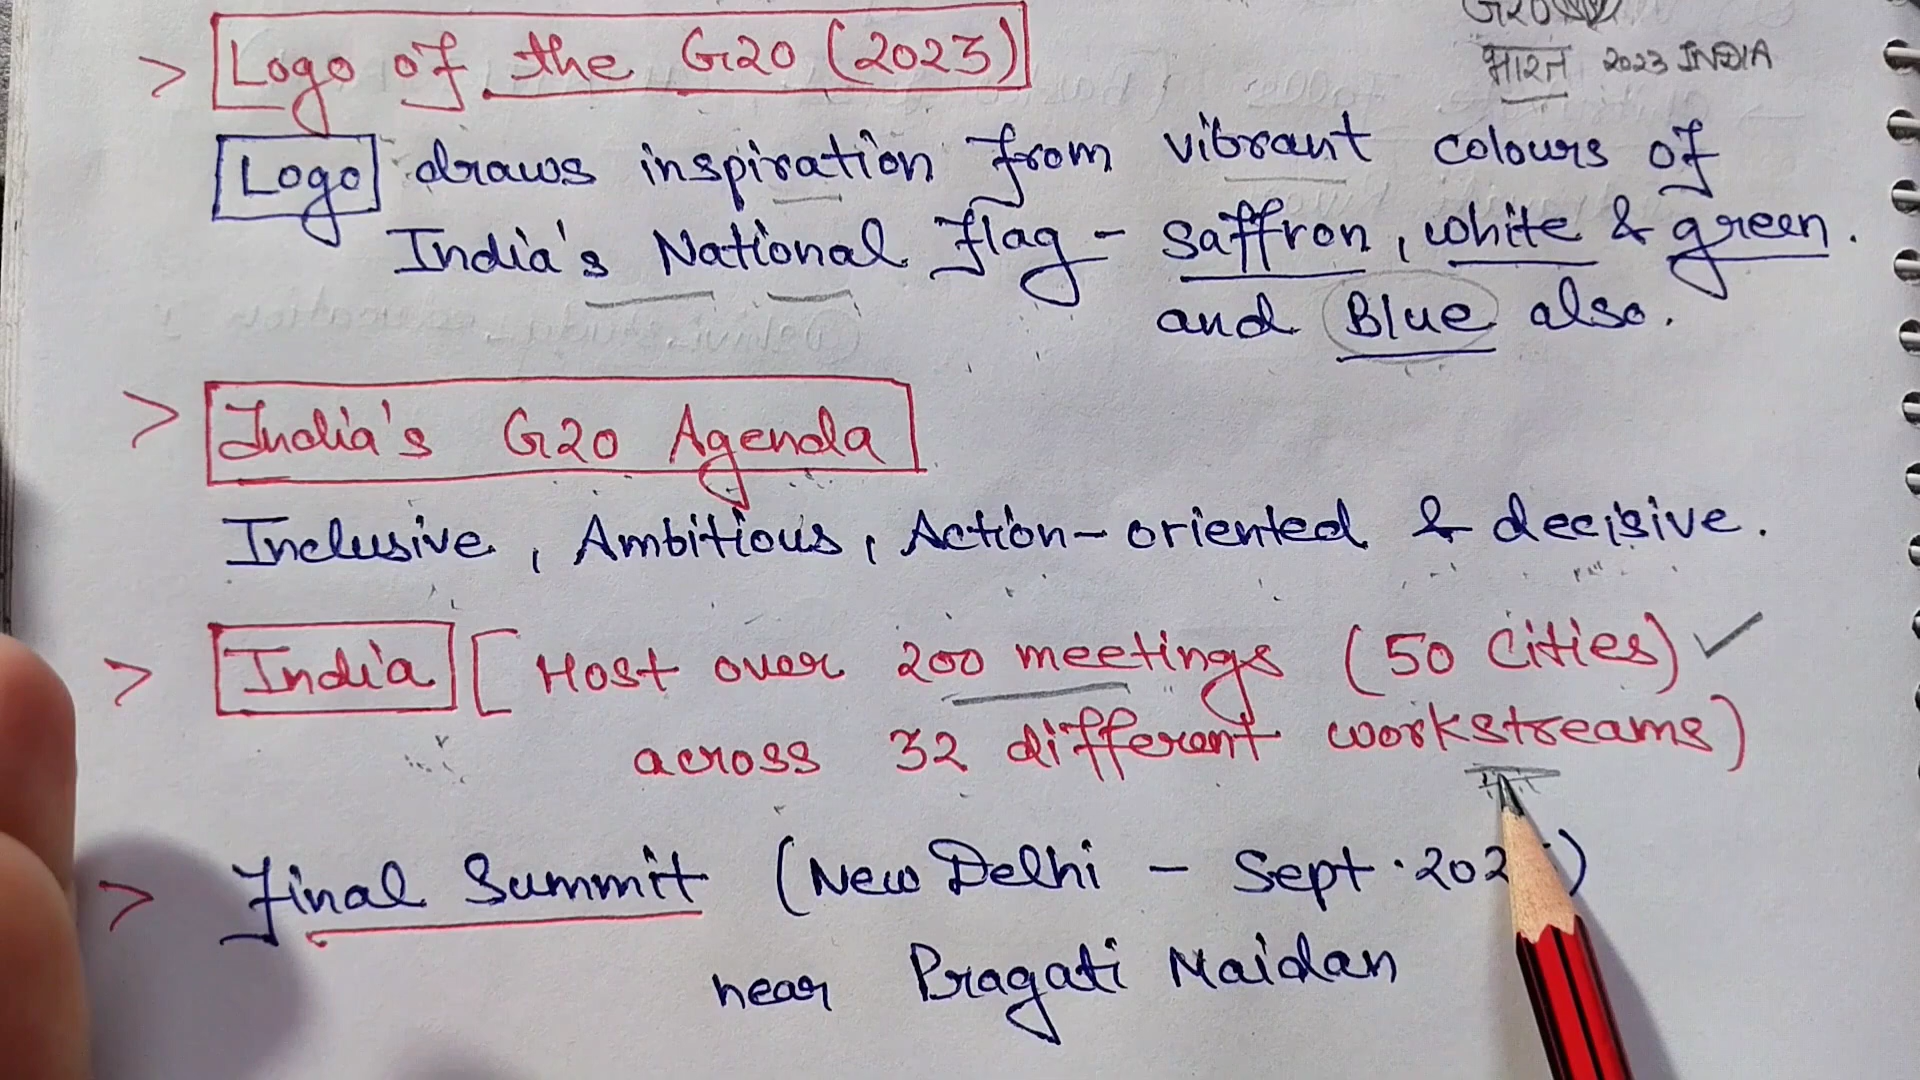 G20
भारत 2023 INDIA
> Logo of the G20 (2023)
Logo draws inspiration from vibrant colours of
India's National Flag - saffron, white & green.
and Blue also.
> India's G20 Agenda
Inclusive, Ambitious, Action-oriented & decisive.
> India [Host over 200 meetings (50 cities) ✓
across 32 different workstreams)
> Final Summit (New Delhi - Sept. 202 )
near Pragati Maidan